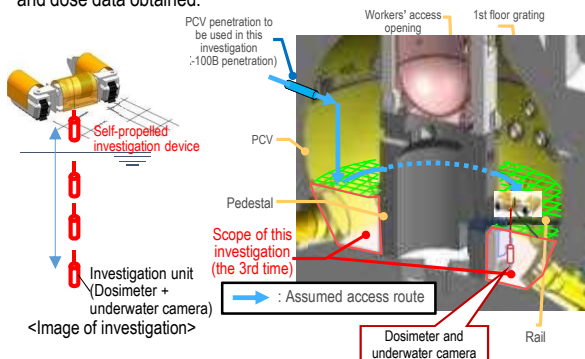 and dose data obtained.
PCV penetration to
be used in this
investigation
X-100B penetration)
Workers' access
opening
1st floor grating
Self-propelled
investigation device
PCV
Pedestal
Scope of this
investigation
(the 3rd time)
Investigation unit
(Dosimeter +
underwater camera)
<Image of investigation>
: Assumed access route
Dosimeter and
underwater camera
Rail